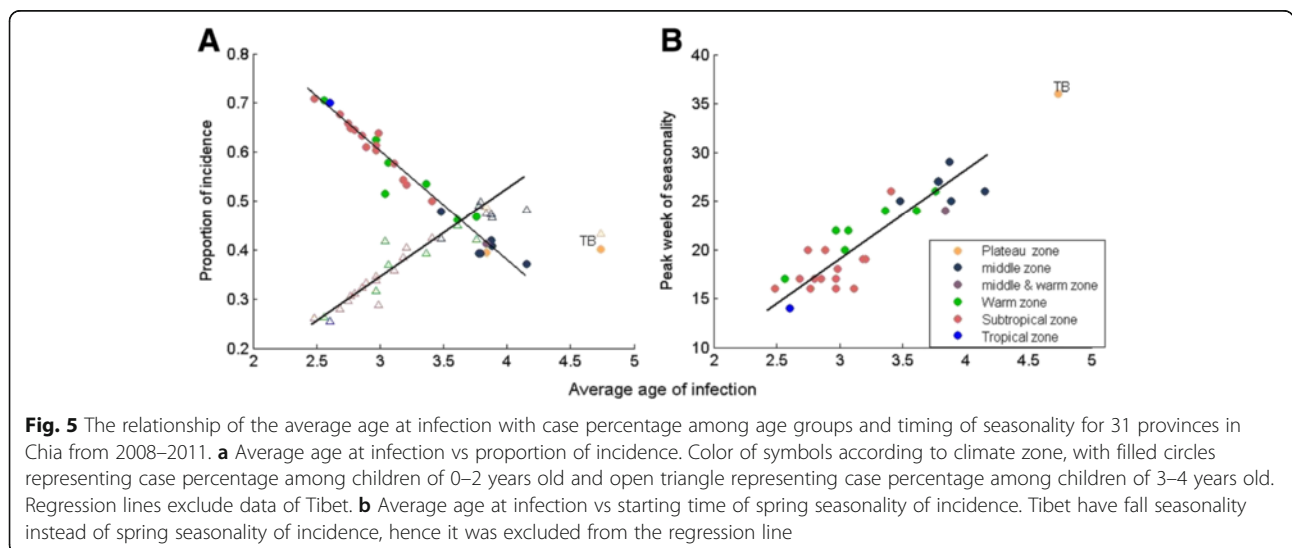 A
B
0.8
0.7
0.6
0.5
0.4
0.3
0.2
Proportion of incidence
TB
2
2.5
3
3.5
4
4.5
5
40
35
30
25
20
15
10
Peak week of seasonality
TB
Plateau zone
middle zone
middle & warm zone
Warm zone
Subtropical zone
Tropical zone
2
2.5
3
3.5
4
4.5
5
Average age of infection
Fig. 5 The relationship of the average age at infection with case percentage among age groups and timing of seasonality for 31 provinces in
Chia from 2008–2011. a Average age at infection vs proportion of incidence. Color of symbols according to climate zone, with filled circles
representing case percentage among children of 0–2 years old and open triangle representing case percentage among children of 3–4 years old.
Regression lines exclude data of Tibet. b Average age at infection vs starting time of spring seasonality of incidence. Tibet have fall seasonality
instead of spring seasonality of incidence, hence it was excluded from the regression line